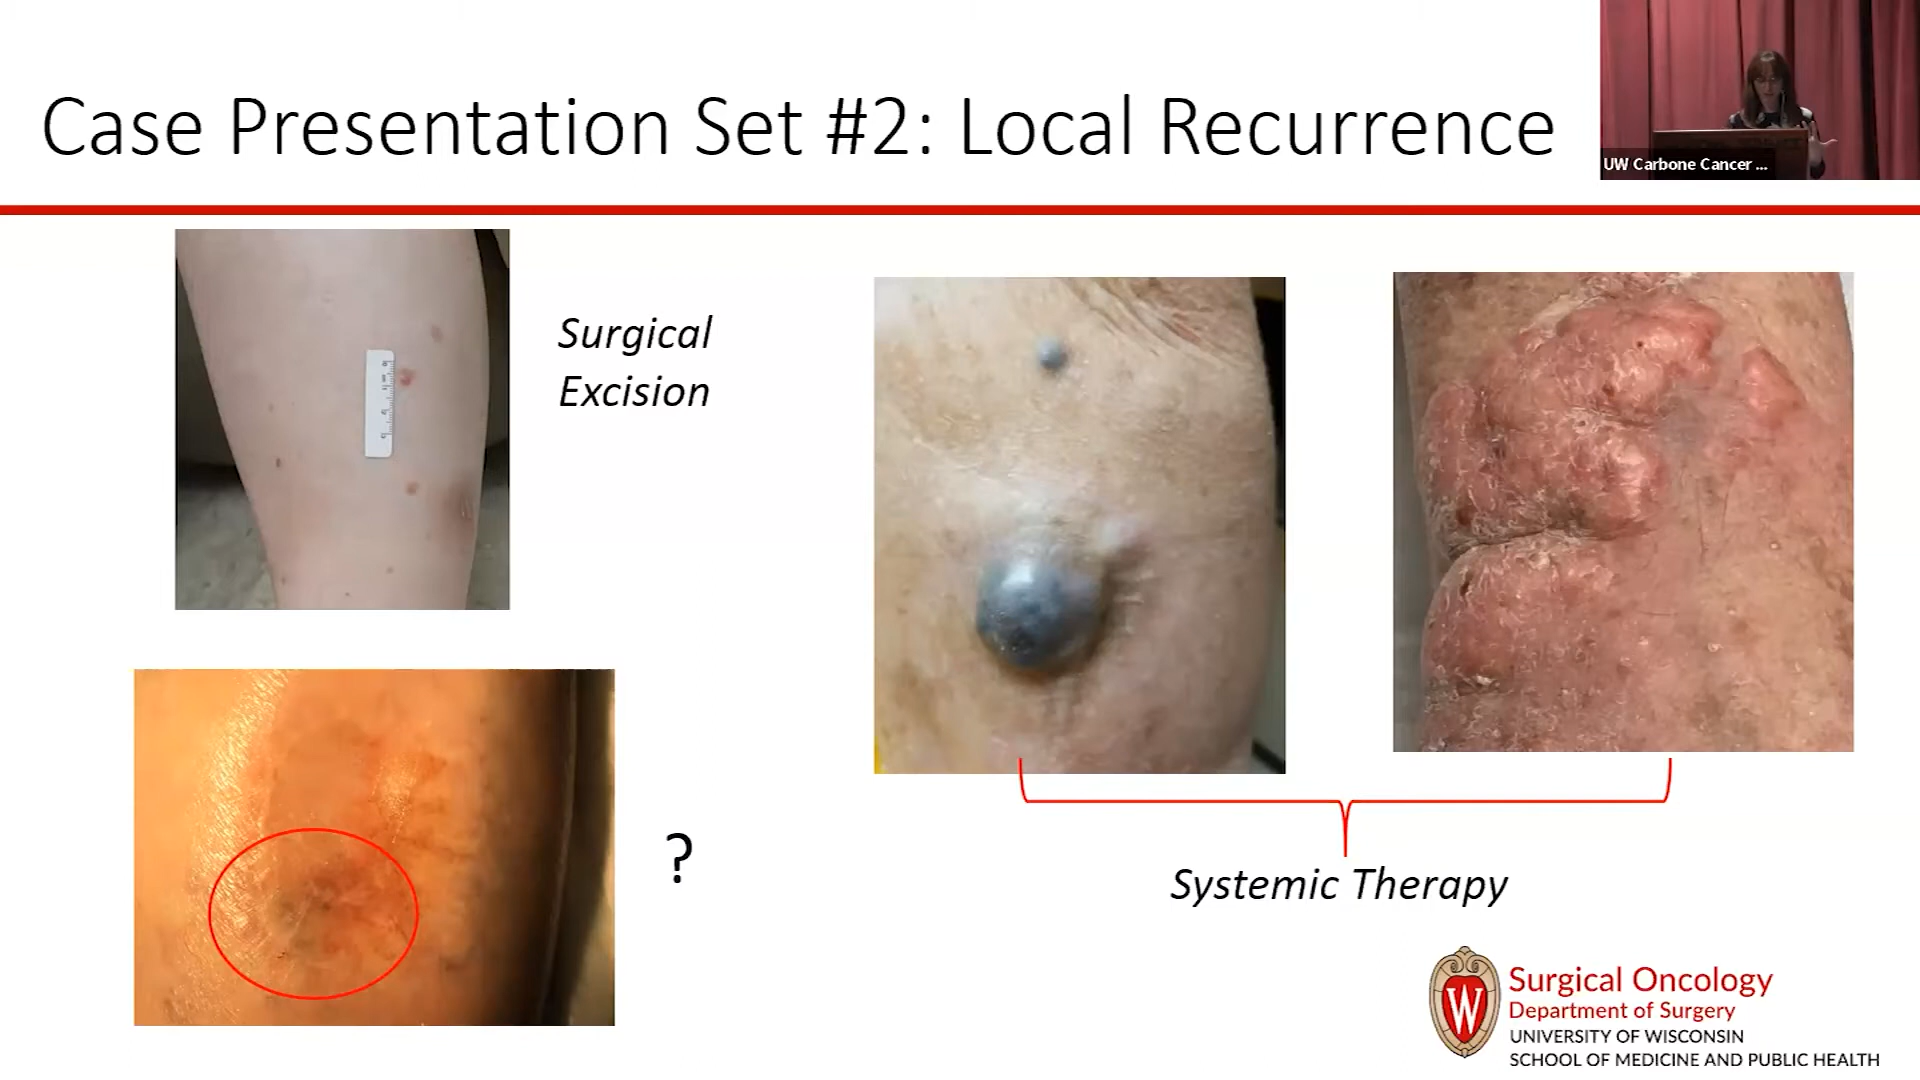 Case Presentation Set #2: Local Recurrence
UW Carbone Cancer ...
Surgical
Excision
?
Systemic Therapy
W
Surgical Oncology
Department of Surgery
UNIVERSITY OF WISCONSIN
SCHOOL OF MEDICINE AND PUBLIC HEALTH